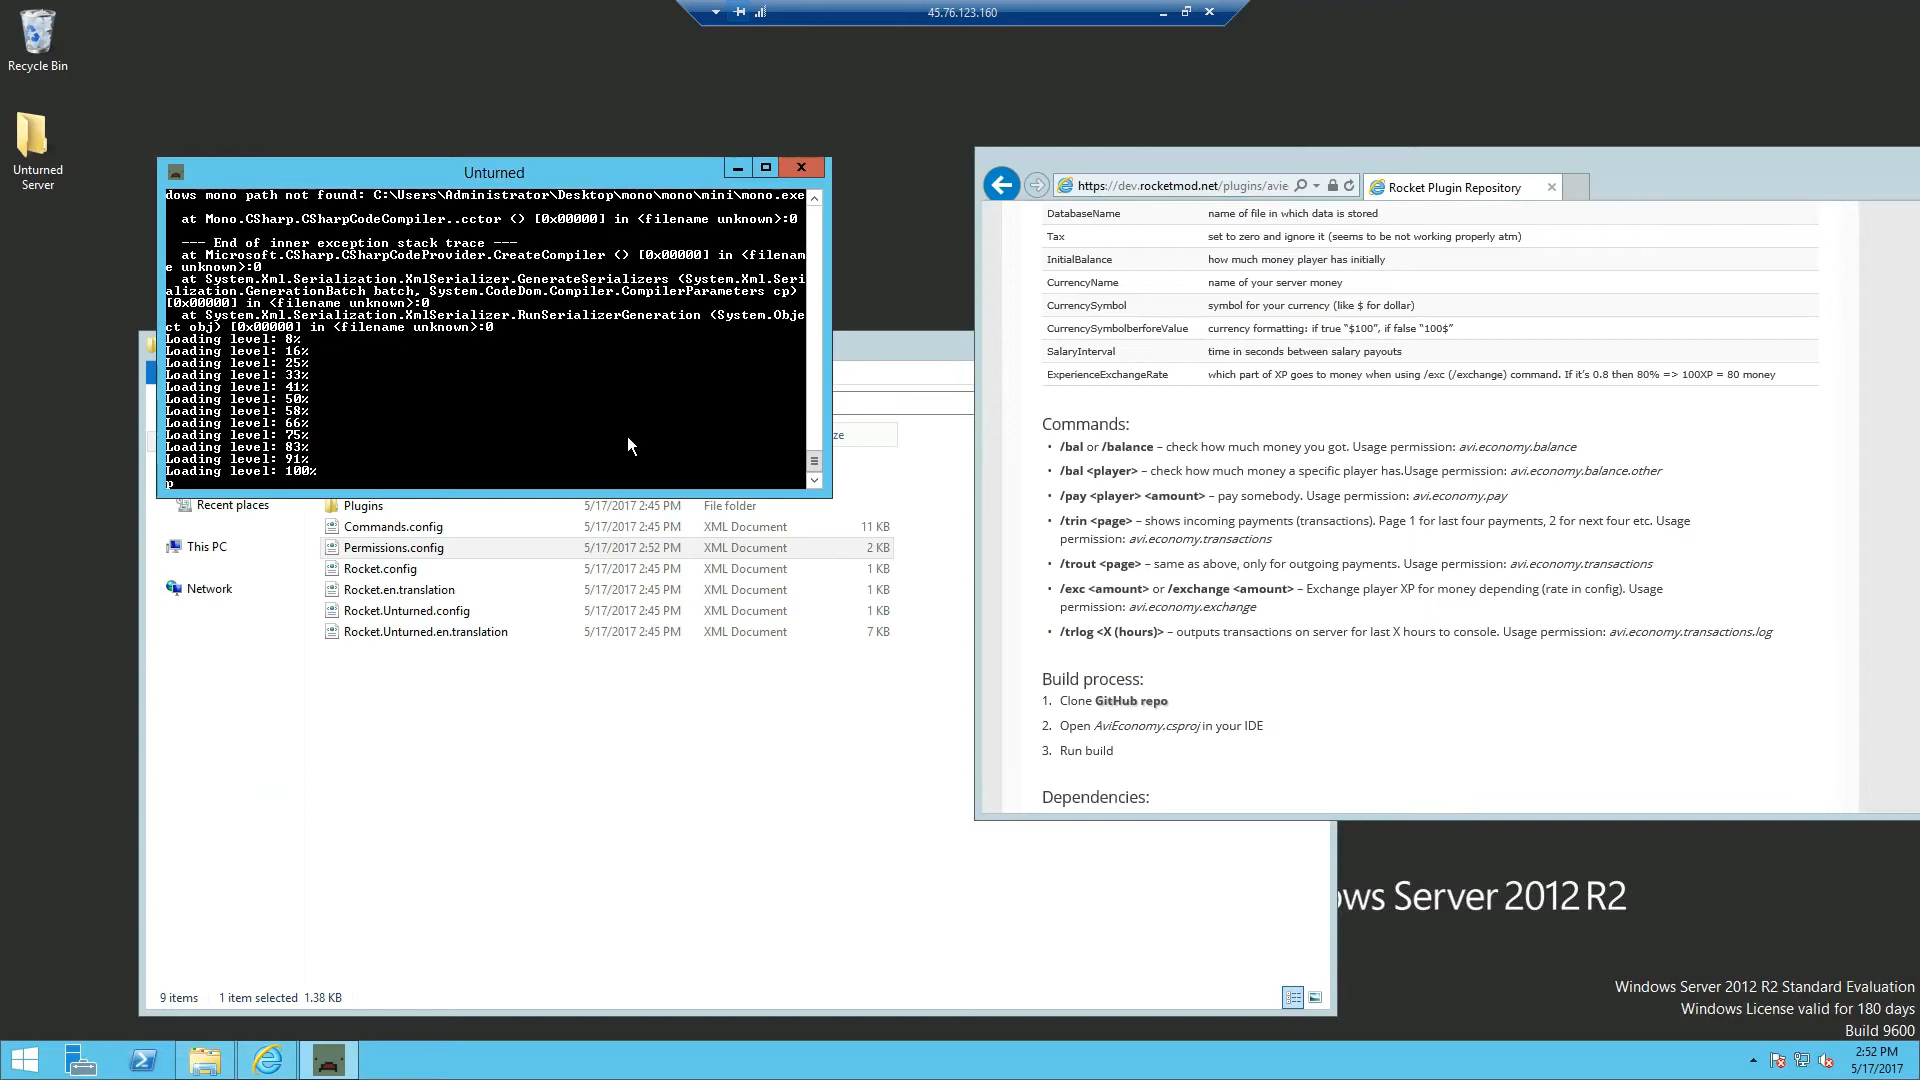 45.76.123.160
Recycle Bin
Unturned
Server
Unturned
dows mono path not found: C:\Users\Administrator\Desktop\mono\mono\mini\mono.exe
at Mono.CSharp.CSharpCodeCompiler..cctor () [0x00000] in <filename unknown>:0
--- End of inner exception stack trace ---
at Microsoft.CSharp.CSharpCodeProvider.CreateCompiler () [0x00000] in <filenam
e unknown>:0
at System.Xml.Serialization.XmlSerializer.GenerateSerializers (System.Xml.Seri
alization.GenerationBatch batch, System.CodeDom.Compiler.CompilerParameters cp)
[0x00000] in <filename unknown>:0
at System.Xml.Serialization.XmlSerializer.RunSerializerGeneration (System.Obje
ct obj) [0x00000] in <filename unknown>:0
Loading level: 8%
Loading level: 16%
Loading level: 25%
Loading level: 33%
Loading level: 41%
Loading level: 50%
Loading level: 58%
Loading level: 66%
Loading level: 75%
Loading level: 83%
Loading level: 91%
Loading level: 100%
p
ze
Recent places
This PC
Network
Plugins 5/17/2017 2:45 PM File folder
Commands.config 5/17/2017 2:45 PM XML Document 11 KB
Permissions.config 5/17/2017 2:52 PM XML Document 2 KB
Rocket.config 5/17/2017 2:45 PM XML Document 1 KB
Rocket.en.translation 5/17/2017 2:45 PM XML Document 1 KB
Rocket.Unturned.config 5/17/2017 2:45 PM XML Document 1 KB
Rocket.Unturned.en.translation 5/17/2017 2:45 PM XML Document 7 KB
9 items 1 item selected 1.38 KB
https://dev.rocketmod.net/plugins/avie
Rocket Plugin Repository
DatabaseName name of file in which data is stored
Tax set to zero and ignore it (seems to be not working properly atm)
InitialBalance how much money player has initially
CurrencyName name of your server money
CurrencySymbol symbol for your currency (like $ for dollar)
CurrencySymbolberforeValue currency formatting: if true “$100”, if false “100$”
SalaryInterval time in seconds between salary payouts
ExperienceExchangeRate which part of XP goes to money when using /exc (/exchange) command. If it’s 0.8 then 80% => 100XP = 80 money
Commands:
• /bal or /balance – check how much money you got. Usage permission: avi.economy.balance
• /bal <player> – check how much money a specific player has.Usage permission: avi.economy.balance.other
• /pay <player> <amount> – pay somebody. Usage permission: avi.economy.pay
• /trin <page> – shows incoming payments (transactions). Page 1 for last four payments, 2 for next four etc. Usage
permission: avi.economy.transactions
• /trout <page> – same as above, only for outgoing payments. Usage permission: avi.economy.transactions
• /exc <amount> or /exchange <amount> – Exchange player XP for money depending (rate in config). Usage
permission: avi.economy.exchange
• /trlog <X (hours)> – outputs transactions on server for last X hours to console. Usage permission: avi.economy.transactions.log
Build process:
1. Clone GitHub repo
2. Open AviEconomy.csproj in your IDE
3. Run build
Dependencies:
ows Server 2012 R2
Windows Server 2012 R2 Standard Evaluation
Windows License valid for 180 days
Build 9600
2:52 PM
5/17/2017